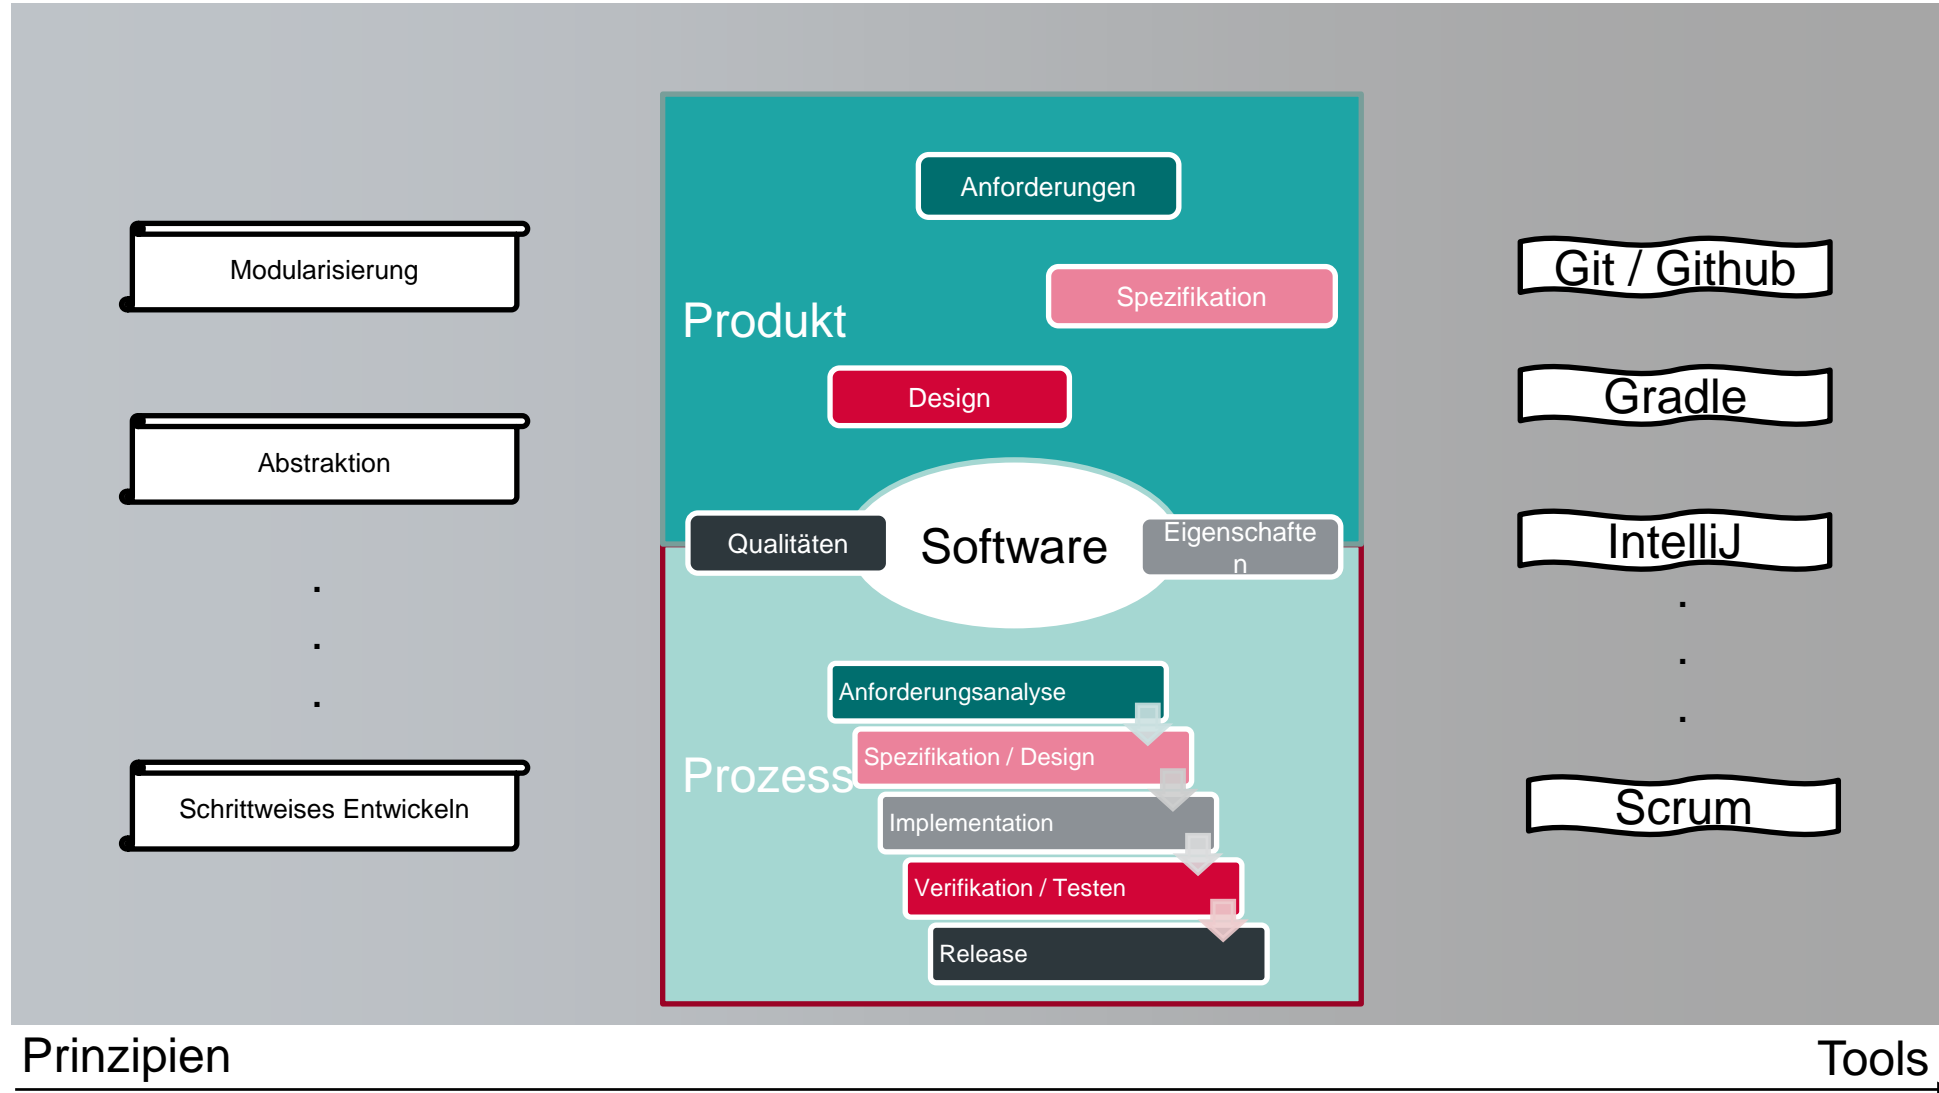 Modularisierung
Abstraktion
.
.
.
Schrittweises Entwickeln
Produkt
Anforderungen
Spezifikation
Design
Qualitäten
Software
Eigenschafte
n
Prozess
Anforderungsanalyse
Spezifikation / Design
Implementation
Verifikation / Testen
Release
Git / Github
Gradle
IntelliJ
.
.
.
Scrum
Prinzipien
Tools